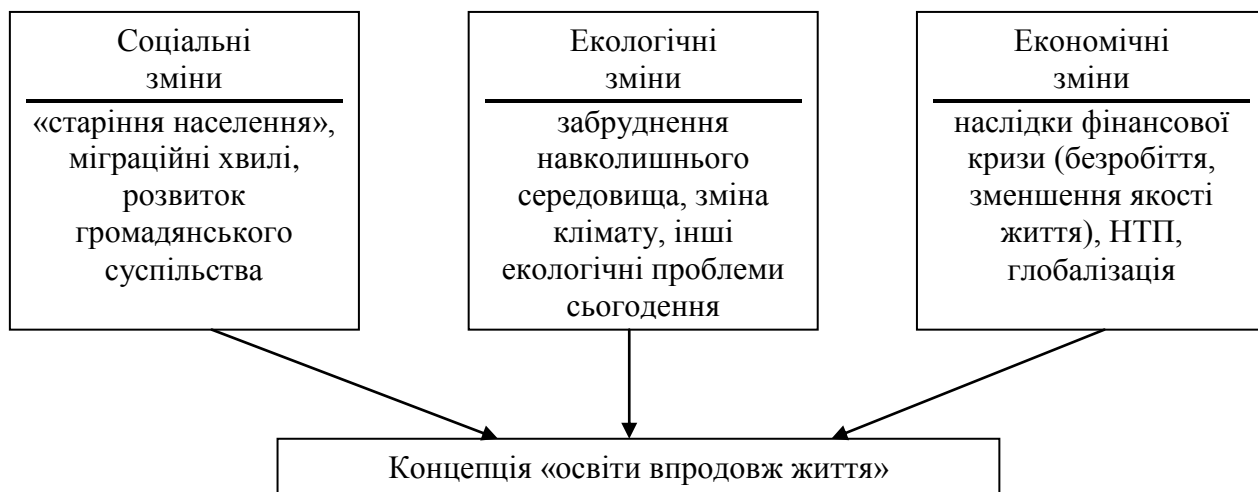 Соціальні
зміни
«старіння населення»,
міграційні хвилі,
розвиток
громадянського
суспільства
Екологічні
зміни
забруднення
навколишнього
середовища, зміна
клімату, інші
екологічні проблеми
сьогодення
Економічні
зміни
наслідки фінансової
кризи (безробіття,
зменшення якості
життя), НТП,
глобалізація
Концепція «освіти впродовж життя»